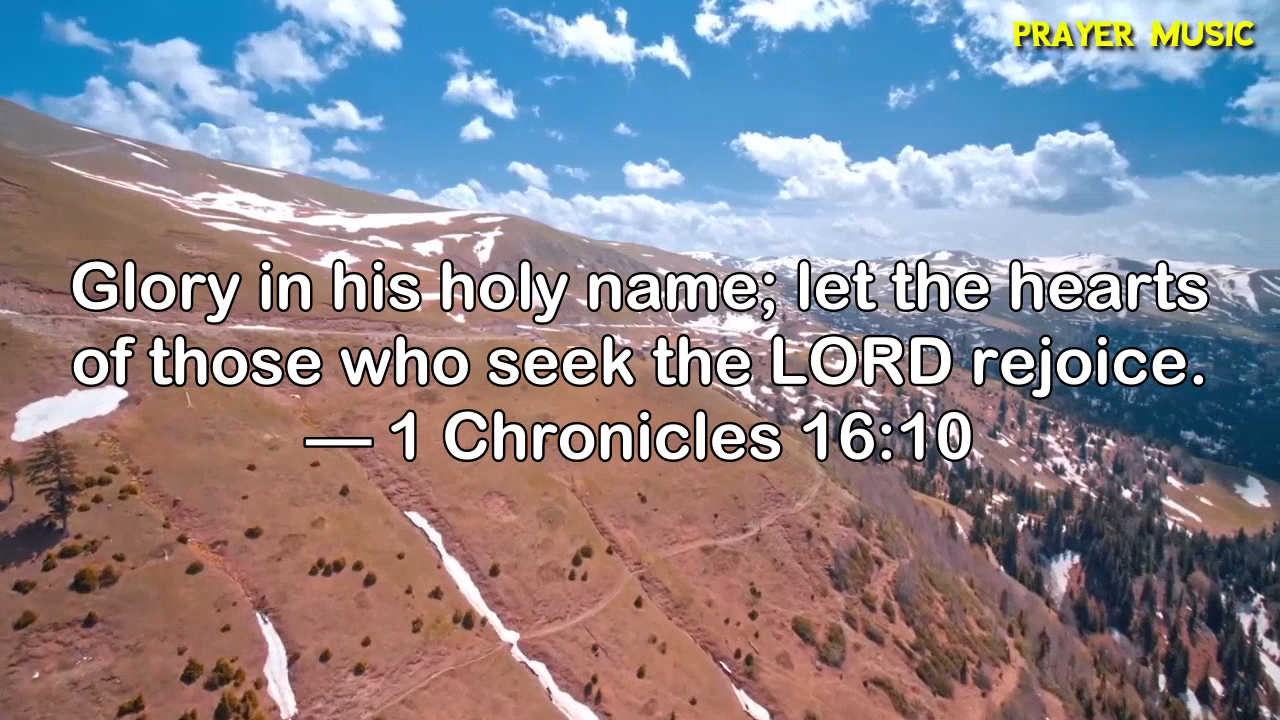 PRAYER MUSIC
Glory in his holy name; let the hearts
of those who seek the LORD rejoice.
— 1 Chronicles 16:10